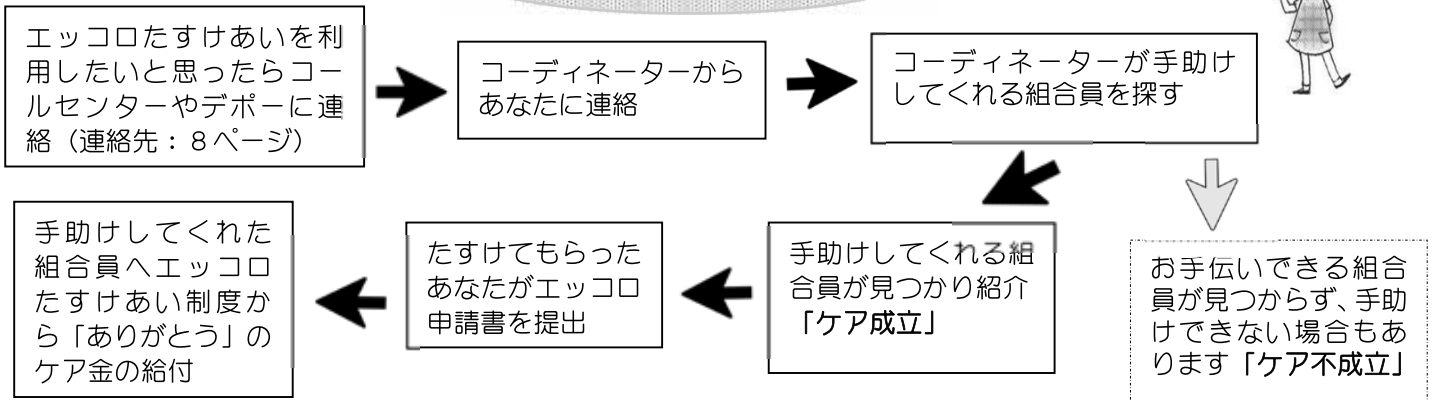 エッコロたすけあいを利
用したいと思ったらコー
ルセンターやデポーに連
絡（連絡先：８ページ）
コーディネーターから
あなたに連絡
コーディネーターが手助け
してくれる組合員を探す
手助けしてくれる組
合員が見つかり紹介
「ケア成立」
お手伝いできる組合
員が見つからず、手助
けできない場合もあ
ります「ケア不成立」
たすけてもらった
あなたがエッコロ
申請書を提出
手助けしてくれた
組合員へエッコロ
たすけあい制度か
ら「ありがとう」の
ケア金の給付